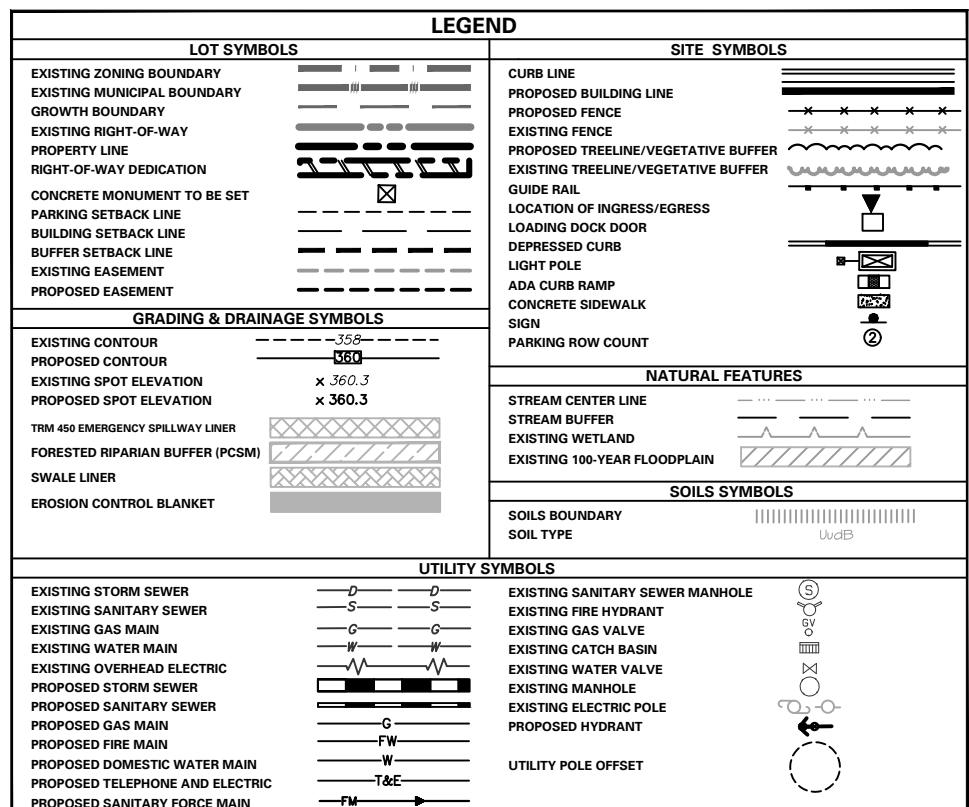 LEGEND
LOT SYMBOLS
EXISTING ZONING BOUNDARY
EXISTING MUNICIPAL BOUNDARY
GROWTH BOUNDARY
EXISTING RIGHT-OF-WAY
PROPERTY LINE
RIGHT-OF-WAY DEDICATION
CONCRETE MONUMENT TO BE SET
PARKING SETBACK LINE
BUILDING SETBACK LINE
BUFFER SETBACK LINE
EXISTING EASEMENT
PROPOSED EASEMENT
GRADING & DRAINAGE SYMBOLS
EXISTING CONTOUR 358
PROPOSED CONTOUR 360
EXISTING SPOT ELEVATION x 360.3
PROPOSED SPOT ELEVATION x 360.3
TRM 450 EMERGENCY SPILLWAY LINER
FORESTED RIPARIAN BUFFER (PCSM)
SWALE LINER
EROSION CONTROL BLANKET
SITE SYMBOLS
CURB LINE
PROPOSED BUILDING LINE
PROPOSED FENCE
EXISTING FENCE
PROPOSED TREELINE/VEGETATIVE BUFFER
EXISTING TREELINE/VEGETATIVE BUFFER
GUIDE RAIL
LOCATION OF INGRESS/EGRESS
LOADING DOCK DOOR
DEPRESSED CURB
LIGHT POLE
ADA CURB RAMP
CONCRETE SIDEWALK
SIGN
PARKING ROW COUNT 2
NATURAL FEATURES
STREAM CENTER LINE
STREAM BUFFER
EXISTING WETLAND
EXISTING 100-YEAR FLOODPLAIN
SOILS SYMBOLS
SOILS BOUNDARY
SOIL TYPE UudB
UTILITY SYMBOLS
EXISTING STORM SEWER D D
EXISTING SANITARY SEWER S S
EXISTING GAS MAIN G G
EXISTING WATER MAIN W W
EXISTING OVERHEAD ELECTRIC
PROPOSED STORM SEWER
PROPOSED SANITARY SEWER
PROPOSED GAS MAIN G
PROPOSED FIRE MAIN FW
PROPOSED DOMESTIC WATER MAIN W
PROPOSED TELEPHONE AND ELECTRIC T&E
PROPOSED SANITARY FORCE MAIN FM
EXISTING SANITARY SEWER MANHOLE S
EXISTING FIRE HYDRANT
EXISTING GAS VALVE GV
EXISTING CATCH BASIN
EXISTING WATER VALVE
EXISTING MANHOLE
EXISTING ELECTRIC POLE
PROPOSED HYDRANT
UTILITY POLE OFFSET